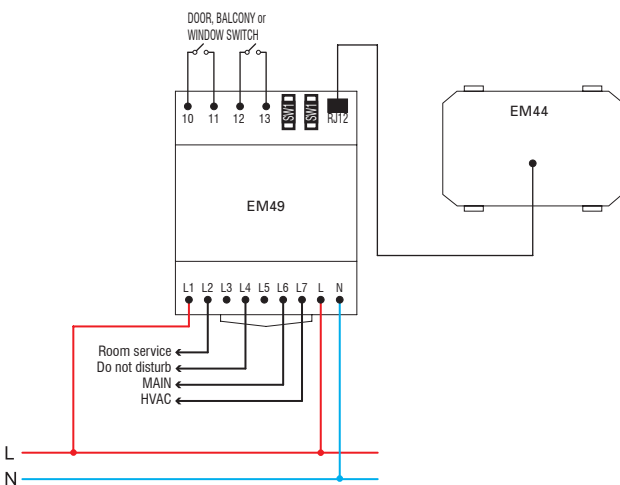 DOOR, BALCONY or
WINDOW SWITCH
10 11 12 13 SW1 SW1 RJ12
EM44
EM49
L1 L2 L3 L4 L5 L6 L7 L N
Room service
Do not disturb
MAIN
HVAC
L
N